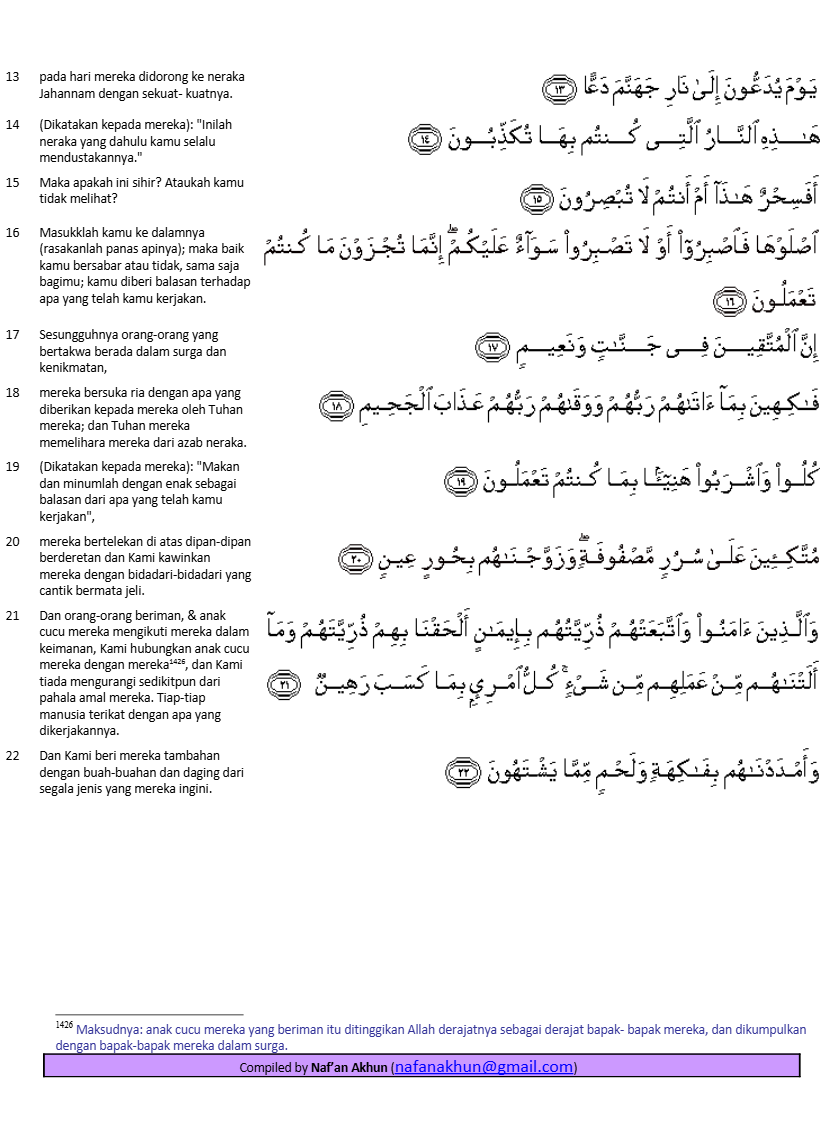 13 pada hari mereka didorong ke neraka
Jahannam dengan sekuat- kuatnya.
يَوْمَ يُدَعُّونَ إِلَىٰ نَارِ جَهَنَّمَ دَعًّا ١٣
14 (Dikatakan kepada mereka): "Inilah
neraka yang dahulu kamu selalu
mendustakannya."
هَـٰذِهِ ٱلنَّارُ ٱلَّتِى كُنتُم بِهَا تُكَذِّبُونَ ١٤
15 Maka apakah ini sihir? Ataukah kamu
tidak melihat?
أَفَسِحْرٌ هَـٰذَآ أَمْ أَنتُمْ لَا تُبْصِرُونَ ١٥
16 Masukklah kamu ke dalamnya
(rasakanlah panas apinya); maka baik
kamu bersabar atau tidak, sama saja
bagimu; kamu diberi balasan terhadap
apa yang telah kamu kerjakan.
ٱصْلَوْهَا فَٱصْبِرُوٓا۟ أَوْ لَا تَصْبِرُوا۟ سَوَآءٌ عَلَيْكُمْ ۖ إِنَّمَا تُجْزَوْنَ مَا كُنتُمْ
تَعْمَلُونَ ١٦
17 Sesungguhnya orang-orang yang
bertakwa berada dalam surga dan
kenikmatan,
إِنَّ ٱلْمُتَّقِينَ فِى جَنَّـٰتٍ وَنَعِيمٍ ١٧
18 mereka bersuka ria dengan apa yang
diberikan kepada mereka oleh Tuhan
mereka; dan Tuhan mereka
memelihara mereka dari azab neraka.
فَـٰكِهِينَ بِمَآ ءَاتَىٰهُمْ رَبُّهُمْ وَوَقَىٰهُمْ رَبُّهُمْ عَذَابَ ٱلْجَحِيمِ ١٨
19 (Dikatakan kepada mereka): "Makan
dan minumlah dengan enak sebagai
balasan dari apa yang telah kamu
kerjakan",
كُلُوا۟ وَٱشْرَبُوا۟ هَنِيٓـًٔۢا بِمَا كُنتُمْ تَعْمَلُونَ ١٩
20 mereka bertelekan di atas dipan-dipan
berderetan dan Kami kawinkan
mereka dengan bidadari-bidadari yang
cantik bermata jeli.
مُتَّكِـِٔينَ عَلَىٰ سُرُرٍ مَّصْفُوفَةٍ ۖ وَزَوَّجْنَـٰهُم بِحُورٍ عِينٍ ٢٠
21 Dan orang-orang beriman, & anak
cucu mereka mengikuti mereka dalam
keimanan, Kami hubungkan anak cucu
mereka dengan mereka1426, dan Kami
tiada mengurangi sedikitpun dari
pahala amal mereka. Tiap-tiap
manusia terikat dengan apa yang
dikerjakannya.
وَٱلَّذِينَ ءَامَنُوا۟ وَٱتَّبَعَتْهُمْ ذُرِّيَّتُهُم بِإِيمَـٰنٍ أَلْحَقْنَا بِهِمْ ذُرِّيَّتَهُمْ وَمَآ
أَلَتْنَـٰهُم مِّنْ عَمَلِهِم مِّن شَىْءٍ ۚ كُلُّ ٱمْرِئٍۭ بِمَا كَسَبَ رَهِينٌ ٢١
22 Dan Kami beri mereka tambahan
dengan buah-buahan dan daging dari
segala jenis yang mereka ingini.
وَأَمْدَدْنَـٰهُم بِفَـٰكِهَةٍ وَلَحْمٍ مِّمَّا يَشْتَهُونَ ٢٢
1426 Maksudnya: anak cucu mereka yang beriman itu ditinggikan Allah derajatnya sebagai derajat bapak- bapak mereka, dan dikumpulkan
dengan bapak-bapak mereka dalam surga.
Compiled by Naf'an Akhun (nafanakhun@gmail.com)